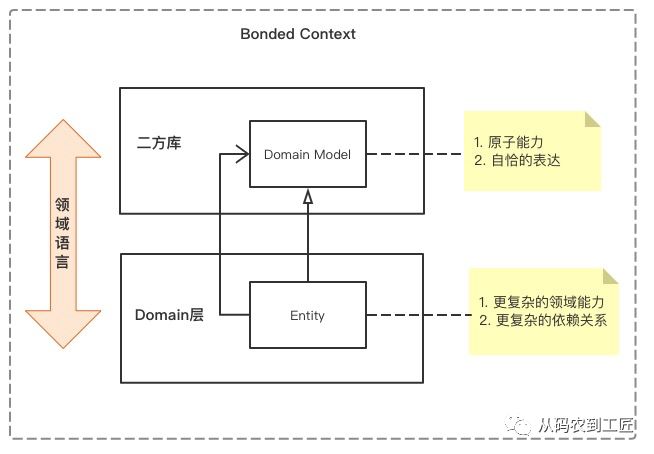 Bonded Context
二方库
Domain Model
1. 原子能力
2. 自恰的表达
领域语言
Domain层
Entity
1. 更复杂的领域能力
2. 更复杂的依赖关系
从码农到工匠